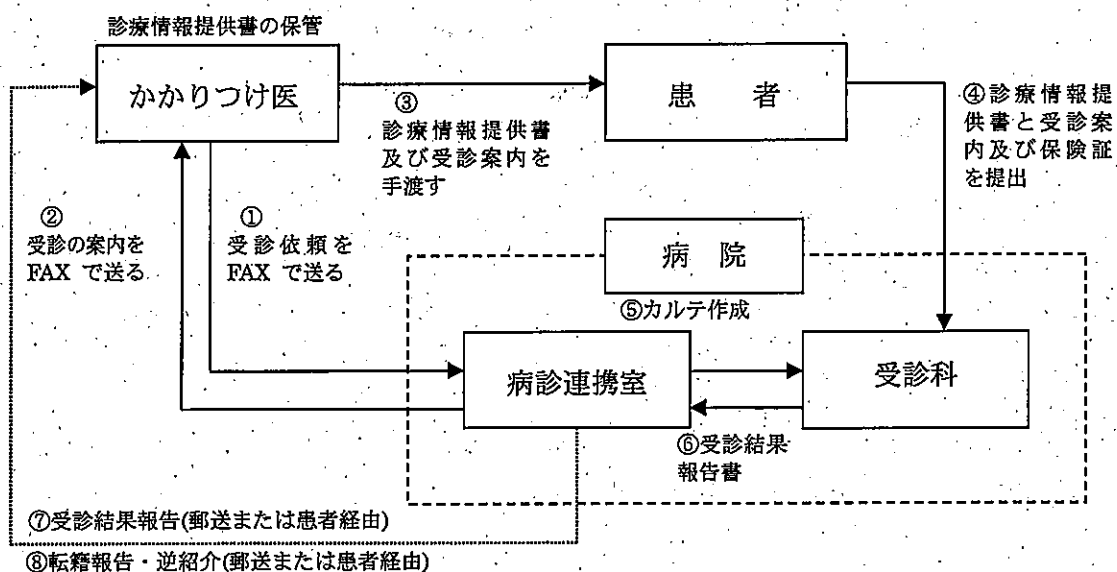 診療情報提供書の保管
かかりつけ医
患者
③
診療情報提供書
及び受診案内を
手渡す
④診療情報提
供書と受診案
内及び保険証
を提出
②
受診の案内を
FAX で送る
①
受診依頼を
FAX で送る
病院
⑤カルテ作成
病診連携室
受診科
⑥受診結果
報告書
⑦受診結果報告(郵送または患者経由)
⑧転籍報告・逆紹介(郵送または患者経由)